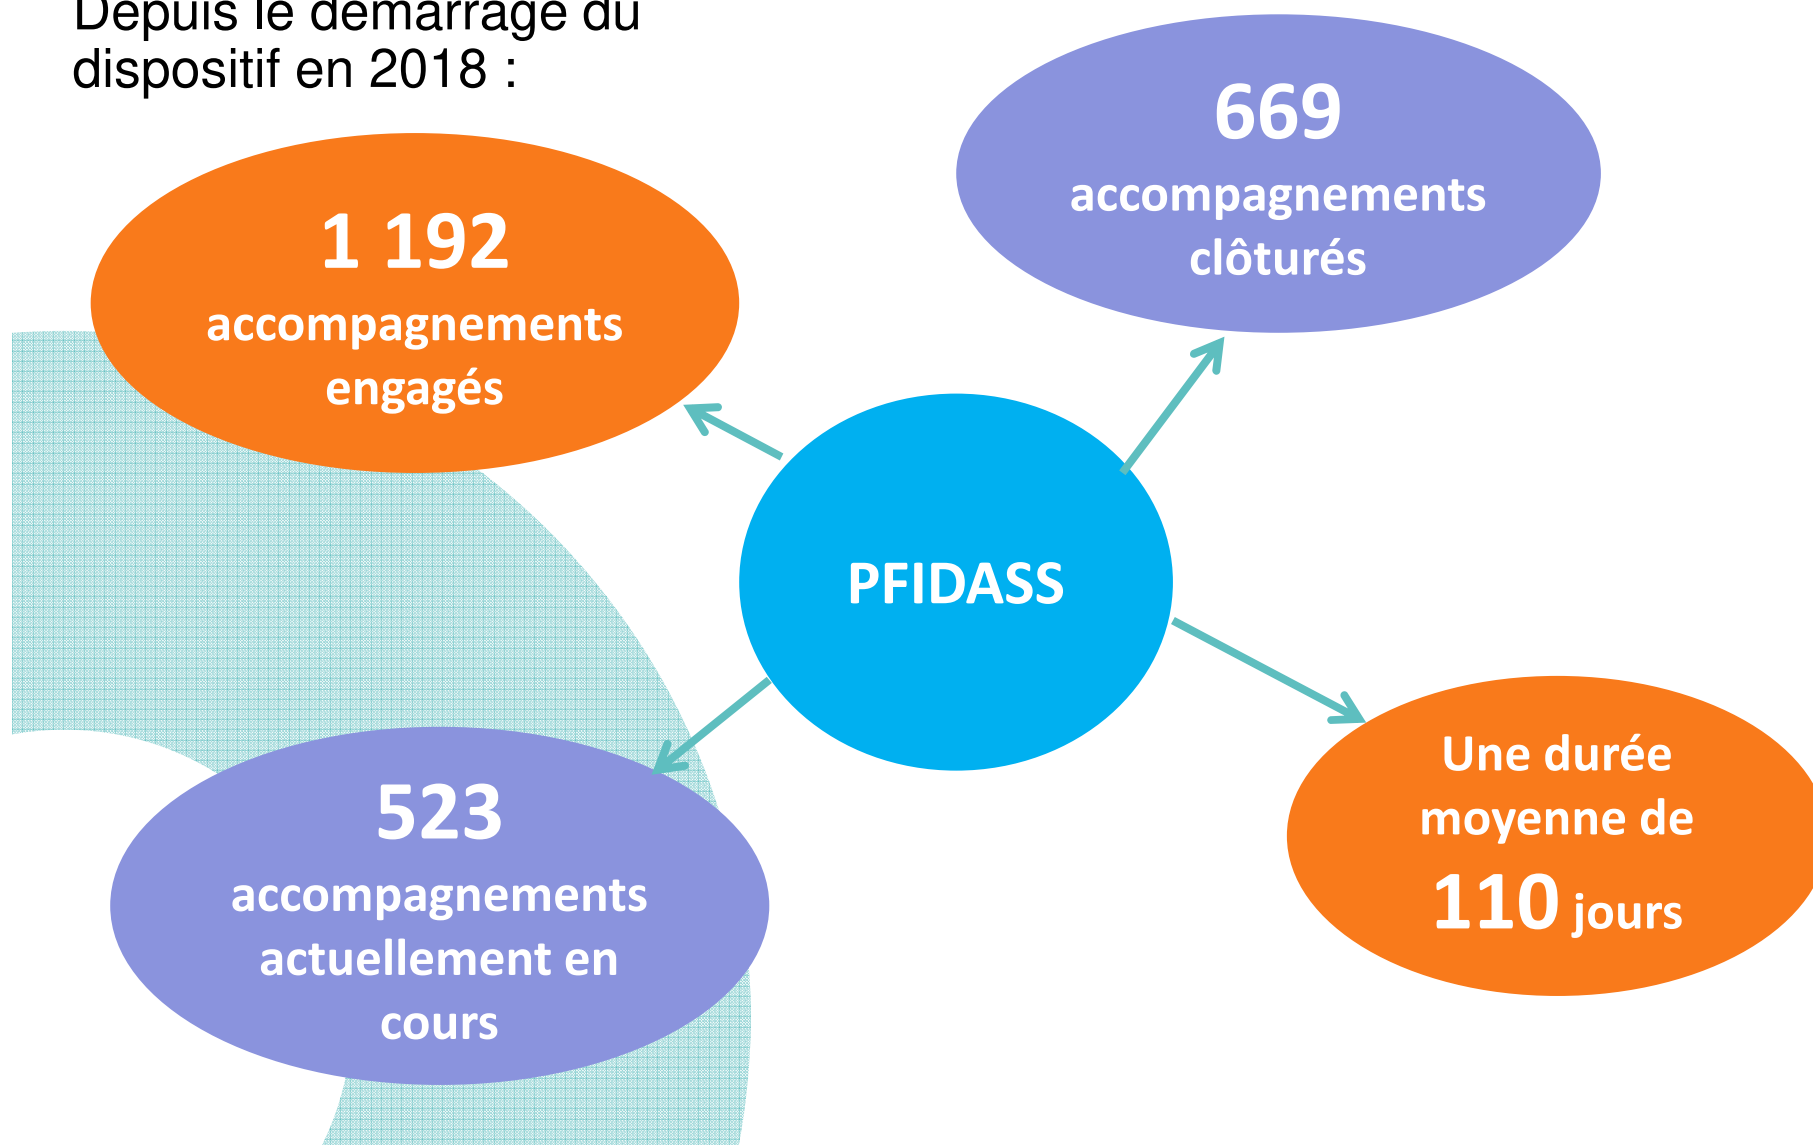 Depuis le démarrage du
dispositif en 2018 :
669
accompagnements
clôturés
1 192
accompagnements
engagés
PFIDASS
Une durée
moyenne de
110 jours
523
accompagnements
actuellement en
cours